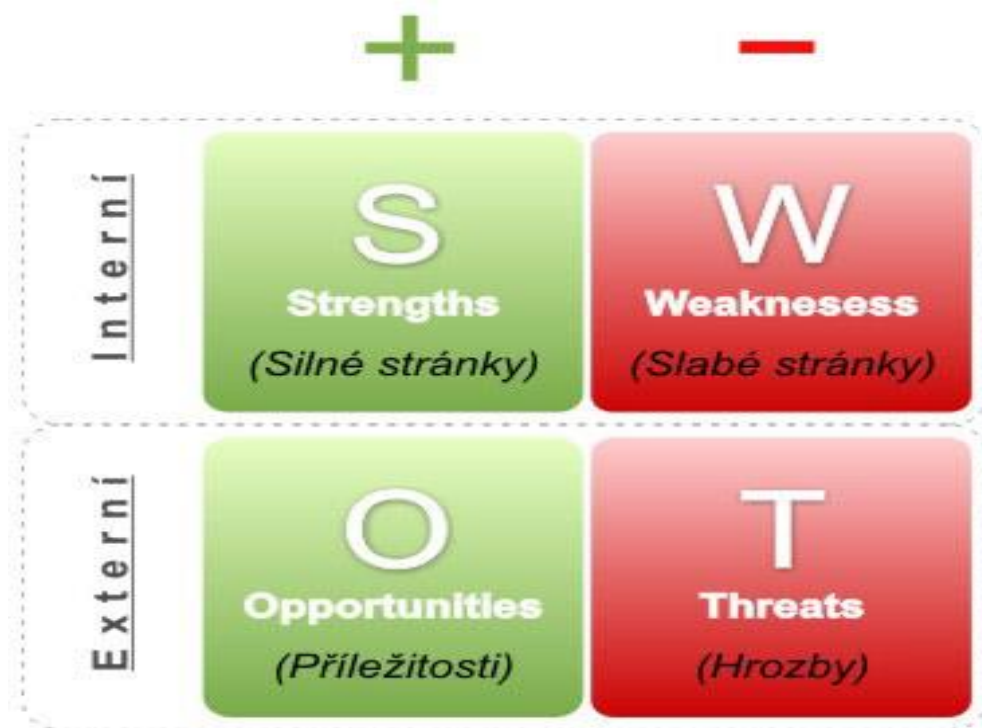 + −
Interní
S
Strengths
(Silné stránky)
W
Weaknesess
(Slabé stránky)
Externí
O
Opportunities
(Příležitosti)
T
Threats
(Hrozby)